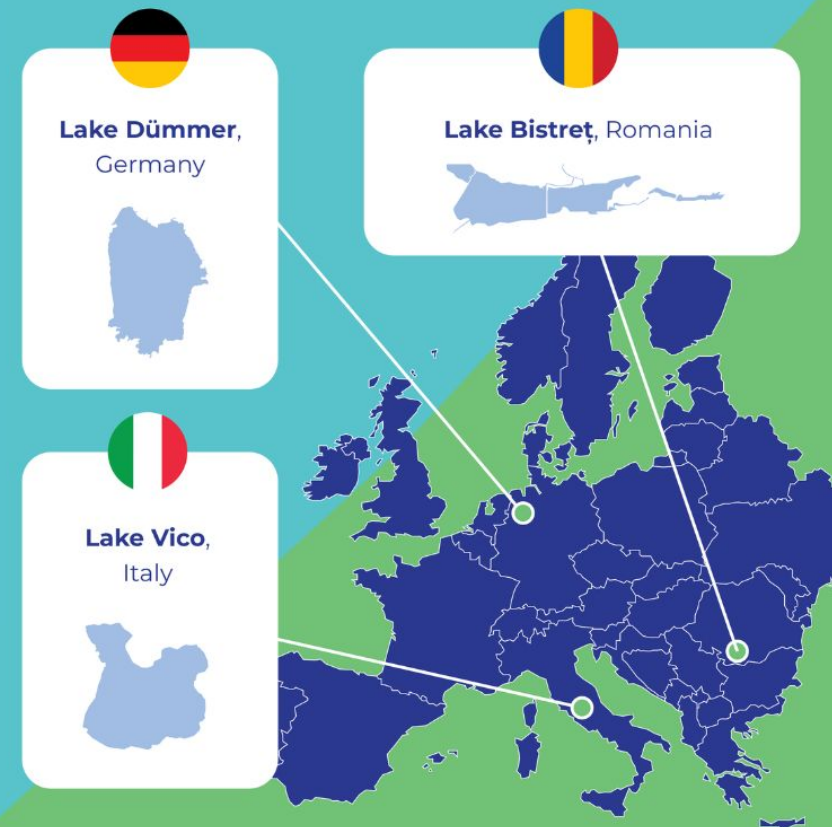 Lake Dümmer,
Germany
Lake Bistreț, Romania
Lake Vico,
Italy